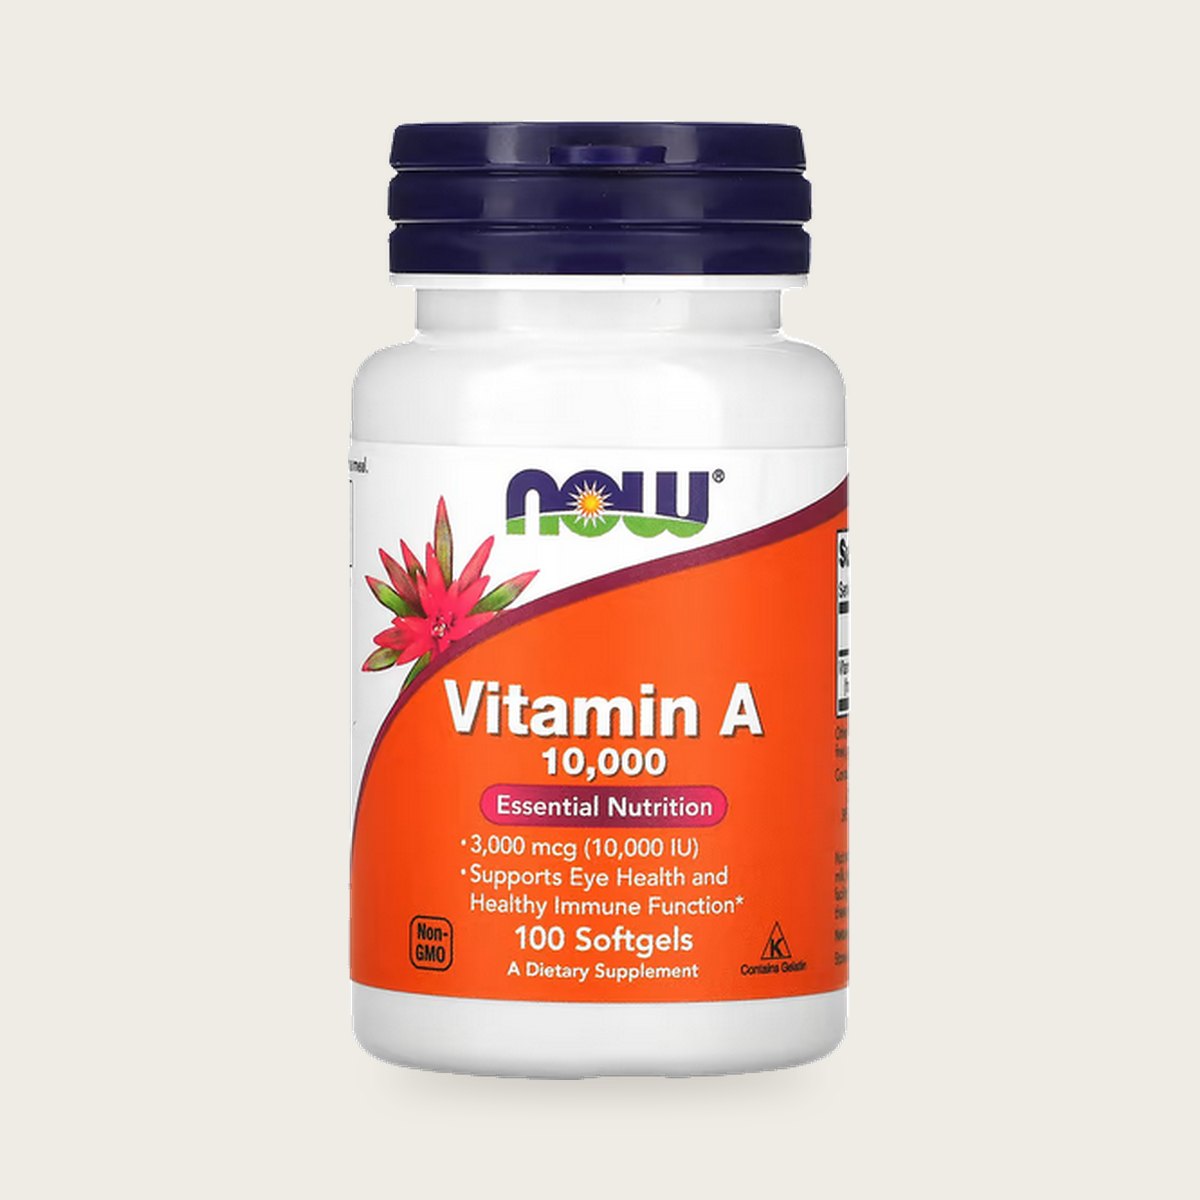 now®
Vitamin A
10,000
Essential Nutrition
• 3,000 mcg (10,000 IU)
• Supports Eye Health and
Healthy Immune Function*
100 Softgels
A Dietary Supplement
Non-
GMO
K
Contains Gelatin
meal.